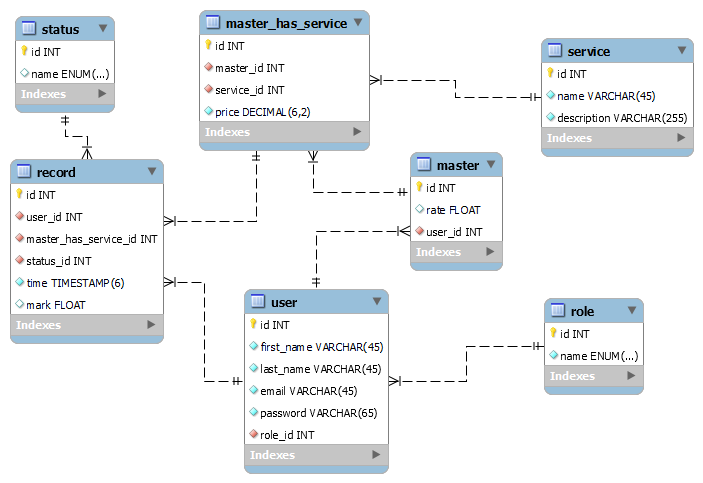 status
id INT
name ENUM(...)
Indexes
master_has_service
id INT
master_id INT
service_id INT
price DECIMAL(6,2)
Indexes
service
id INT
name VARCHAR(45)
description VARCHAR(255)
Indexes
record
id INT
user_id INT
master_has_service_id INT
status_id INT
time TIMESTAMP(6)
mark FLOAT
Indexes
master
id INT
rate FLOAT
user_id INT
Indexes
user
id INT
first_name VARCHAR(45)
last_name VARCHAR(45)
email VARCHAR(45)
password VARCHAR(65)
role_id INT
Indexes
role
id INT
name ENUM(...)
Indexes